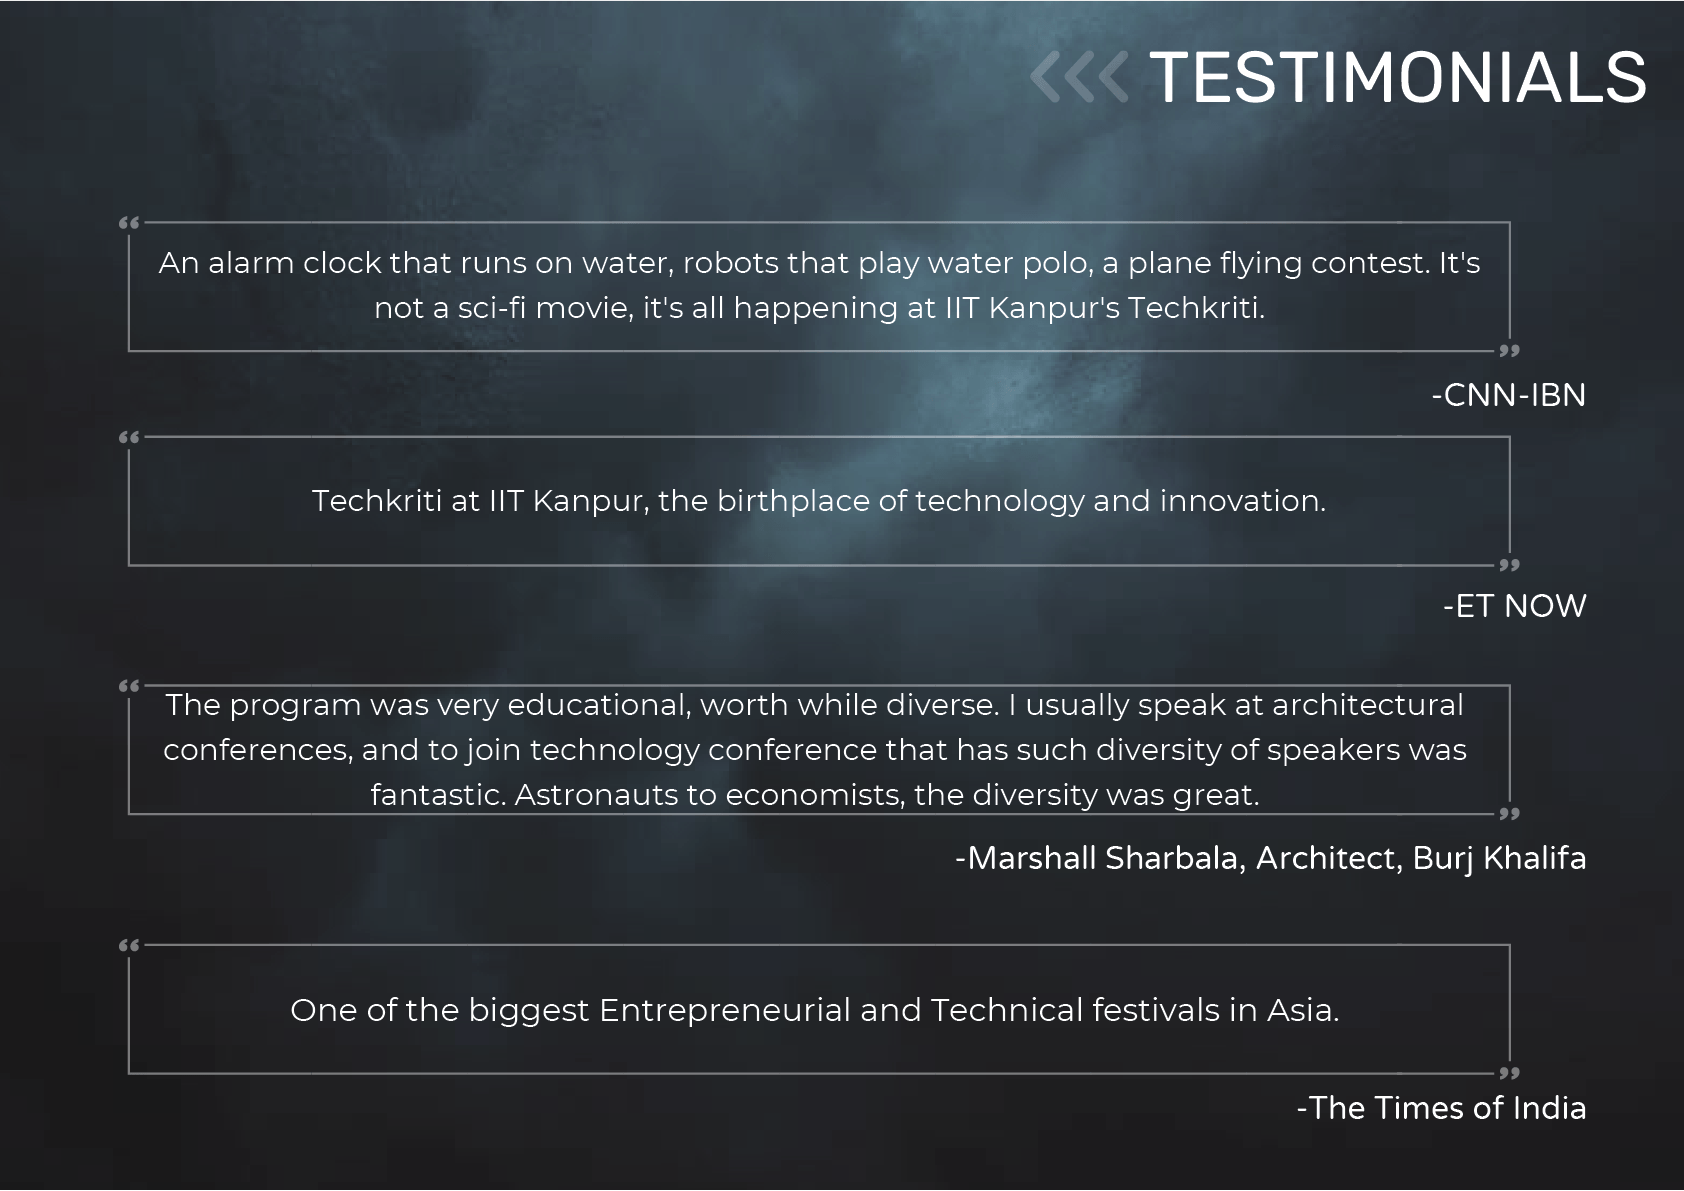 TESTIMONIALS
An alarm clock that runs on water, robots that play water polo, a plane flying contest. It's
not a sci-fi movie, it's all happening at IIT Kanpur's Techkriti.
-CNN-IBN
Techkriti at IIT Kanpur, the birthplace of technology and innovation.
-ET NOW
The program was very educational, worth while diverse. I usually speak at architectural
conferences, and to join technology conference that has such diversity of speakers was
fantastic. Astronauts to economists, the diversity was great.
-Marshall Sharbala, Architect, Burj Khalifa
One of the biggest Entrepreneurial and Technical festivals in Asia.
-The Times of India